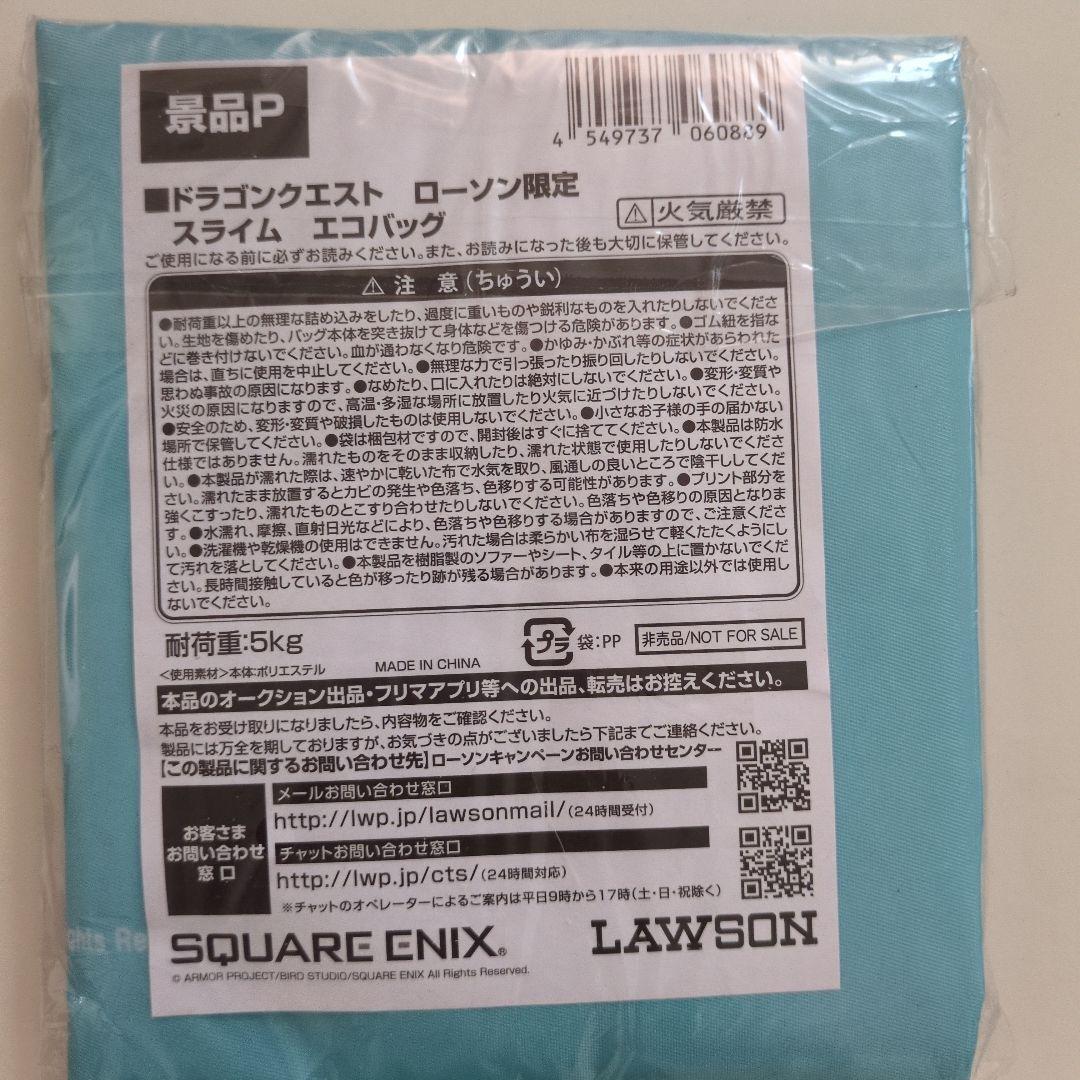 景品P
4 549737 060889
■ドラゴンクエスト ローソン限定
スライム エコバッグ
⚠火気厳禁
ご使用になる前に必ずお読みください。また、お読みになった後も大切に保管してください。
⚠ 注 意(ちゅうい)
●耐荷重以上の無理な詰め込みをしたり、過度に重いものや鋭利なものを入れたりしないでくださ
い。生地を傷めたり、バッグ本体を突き抜けて身体などを傷つける危険があります。●ゴム紐を指な
どに巻き付けないでください。血が通わなくなり危険です。●かゆみ・かぶれ等の症状があらわれた
場合は、直ちに使用を中止してください。●無理な力で引っ張ったり振り回したりしないでください。
思わぬ事故の原因になります。●なめたり、口に入れたりは絶対にしないでください。●変形・変質や
火災の原因になりますので、高温・多湿な場所に放置したり火気に近づけたりしないでください。
●安全のため、変形・変質や破損したものは使用しないでください。●小さなお子様の手の届かない
場所で保管してください。●袋は梱包材ですので、開封後はすぐに捨ててください。●本製品は防水
仕様ではありません。濡れたものをそのまま収納したり、濡れた状態で使用したりしないでくださ
い。●本製品が濡れた際は、速やかに乾いた布で水気を取り、風通しの良いところで陰干ししてくだ
さい。濡れたまま放置するとカビの発生や色落ち、色移りする可能性があります。●プリント部分を
強くこすったり、濡れたものとこすり合わせたりしないでください。色落ちや色移りの原因となりま
す。●水濡れ、摩擦、直射日光などにより、色落ちや色移りする場合がありますので、ご注意くださ
い。●洗濯機や乾燥機の使用はできません。汚れた場合は柔らかい布を湿らせて軽くたたくようにし
て汚れを落としてください。●本製品を樹脂製のソファーやシート、タイル等の上に置かないでくだ
さい。長時間接触していると色が移ったり跡が残る場合があります。●本来の用途以外では使用し
ないでください。
耐荷重:5kg
プラ 袋:PP
非売品/NOT FOR SALE
<使用素材>本体:ポリエステル MADE IN CHINA
本品のオークション出品・フリマアプリ等への出品、転売はお控えください。
本品をお受け取りになりましたら、内容物をご確認ください。
製品には万全を期しておりますが、お気づきの点がございましたら下記までご連絡ください。
【この製品に関するお問い合わせ先】ローソンキャンペーンお問い合わせセンター
お客さま
お問い合わせ
窓口
メールお問い合わせ窓口
http://lwp.jp/lawsonmail/(24時間受付)
チャットお問い合わせ窓口
http://lwp.jp/cts/(24時間対応)
※チャットのオペレーターによるご案内は平日9時から17時(土・日・祝除く)
SQUARE ENIX®
LAWSON
© ARMOR PROJECT/BIRD STUDIO/SQUARE ENIX All Rights Reserved.